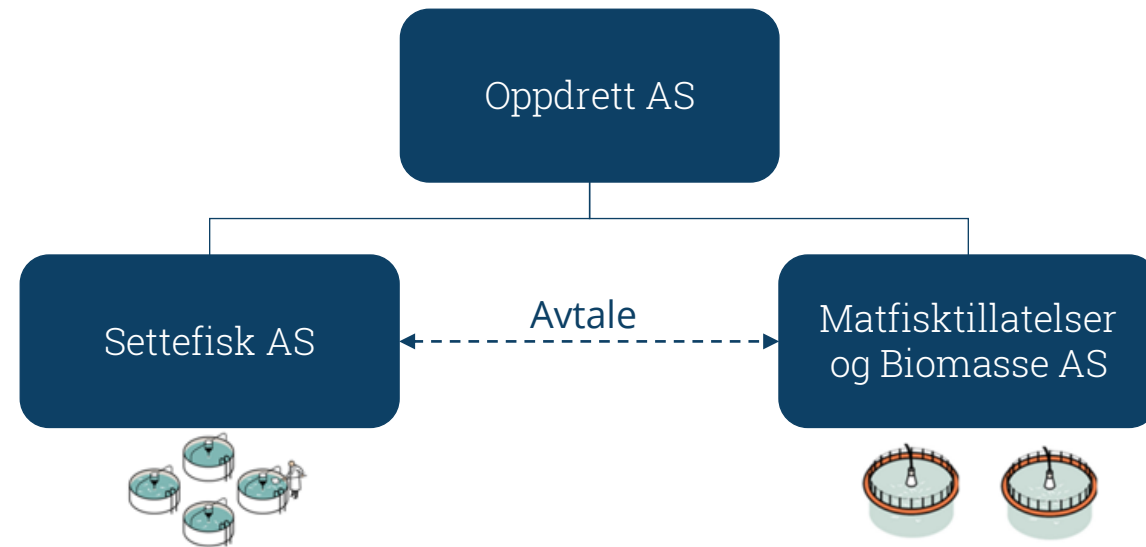 Oppdrett AS
Settefisk AS
Avtale
Matfisktillatelser
og Biomasse AS